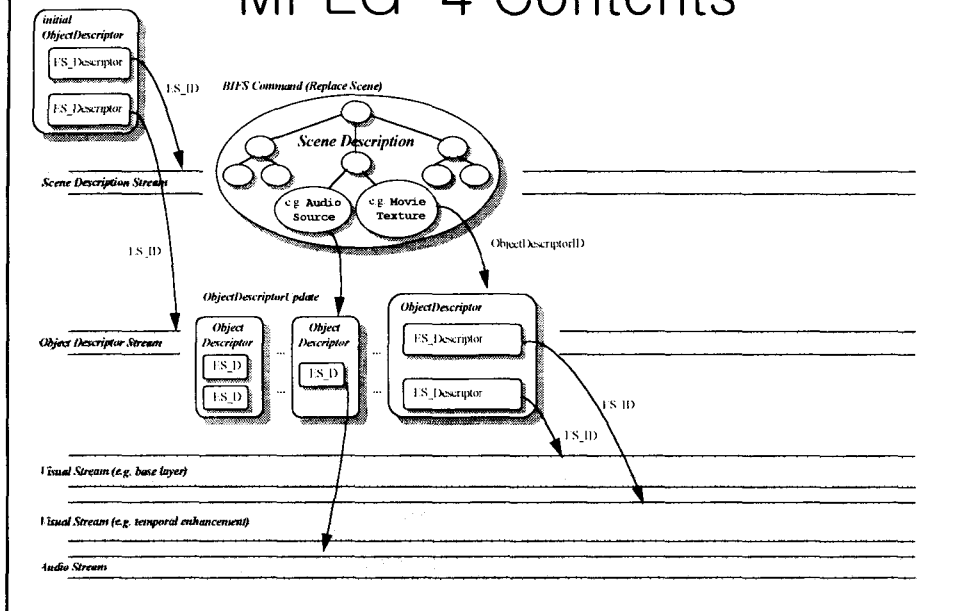 MPEG-4 Contents
initial
ObjectDescriptor
ES_Descriptor
ES_Descriptor
ES_ID
BIFS Command (Replace Scene)
Scene Description
e.g. Audio
Source
e.g. Movie
Texture
Scene Description Stream
ES_ID
ObjectDescriptorID
ObjectDescriptorUpdate
Object
Descriptor
ES_D
ES_D
...
...
Object
Descriptor
ES_D
...
...
ObjectDescriptor
ES_Descriptor
ES_Descriptor
Object Descriptor Stream
ES_ID
ES_ID
Visual Stream (e.g. base layer)
Visual Stream (e.g. temporal enhancement)
Audio Stream